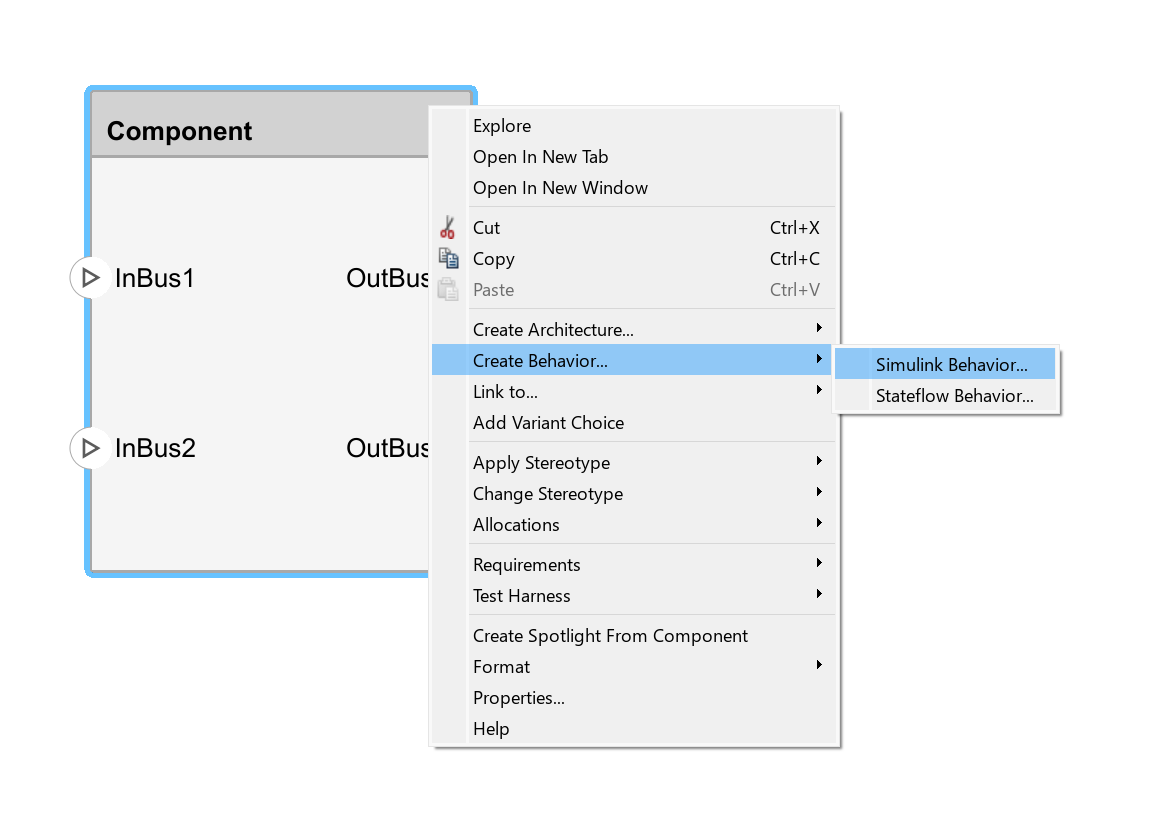 Component
InBus1
OutBus
InBus2
OutBus
Explore
Open In New Tab
Open In New Window
Cut Ctrl+X
Copy Ctrl+C
Paste Ctrl+V
Create Architecture...
Create Behavior...
Link to...
Add Variant Choice
Apply Stereotype
Change Stereotype
Allocations
Requirements
Test Harness
Create Spotlight From Component
Format
Properties...
Help
Simulink Behavior...
Stateflow Behavior...